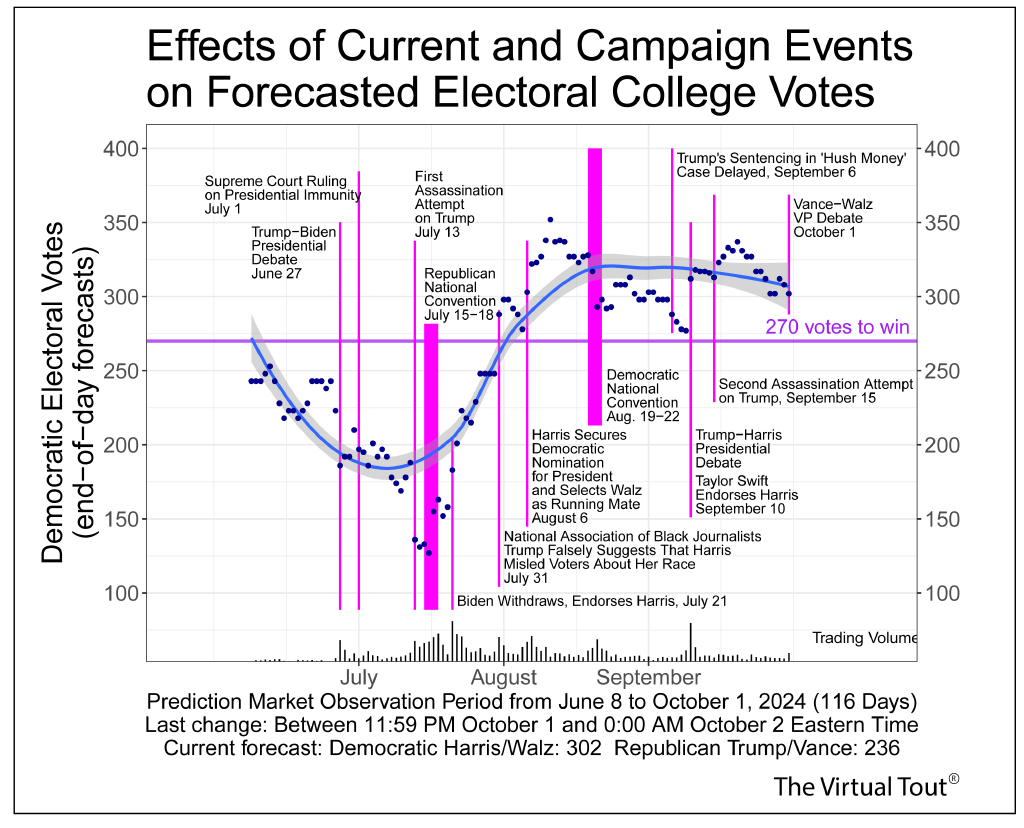 Effects of Current and Campaign Events
on Forecasted Electoral College Votes
Democratic Electoral Votes
(end−of−day forecasts)
400
350
300
250
200
150
100
400
350
300
250
200
150
100
Supreme Court Ruling
on Presidential Immunity
July 1
Trump−Biden
Presidential
Debate
June 27
First
Assassination
Attempt
on Trump
July 13
Republican
National
Convention
July 15−18
Trump's Sentencing in 'Hush Money'
Case Delayed, September 6
Vance−Walz
VP Debate
October 1
270 votes to win
Democratic
National
Convention
Aug. 19−22
Second Assassination Attempt
on Trump, September 15
Harris Secures
Democratic
Nomination
for President
and Selects Walz
as Running Mate
August 6
Trump−Harris
Presidential
Debate
Taylor Swift
Endorses Harris
September 10
National Association of Black Journalists
Trump Falsely Suggests That Harris
Misled Voters About Her Race
July 31
Biden Withdraws, Endorses Harris, July 21
Trading Volume
July
August
September
Prediction Market Observation Period from June 8 to October 1, 2024 (116 Days)
Last change: Between 11:59 PM October 1 and 0:00 AM October 2 Eastern Time
Current forecast: Democratic Harris/Walz: 302 Republican Trump/Vance: 236
The Virtual Tout®